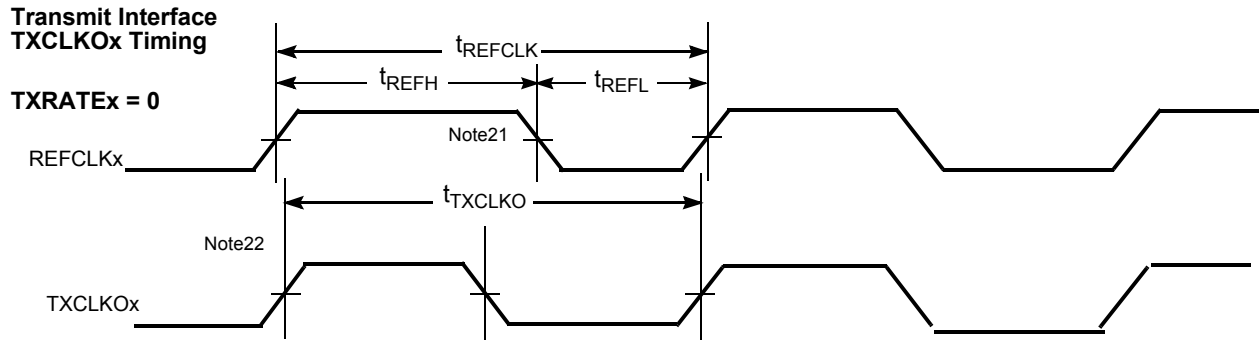 Transmit Interface
TXCLKOx Timing
TXRATEx = 0
tREFCLK
tREFH
tREFL
Note21
REFCLKx
tTXCLKO
Note22
TXCLKOx